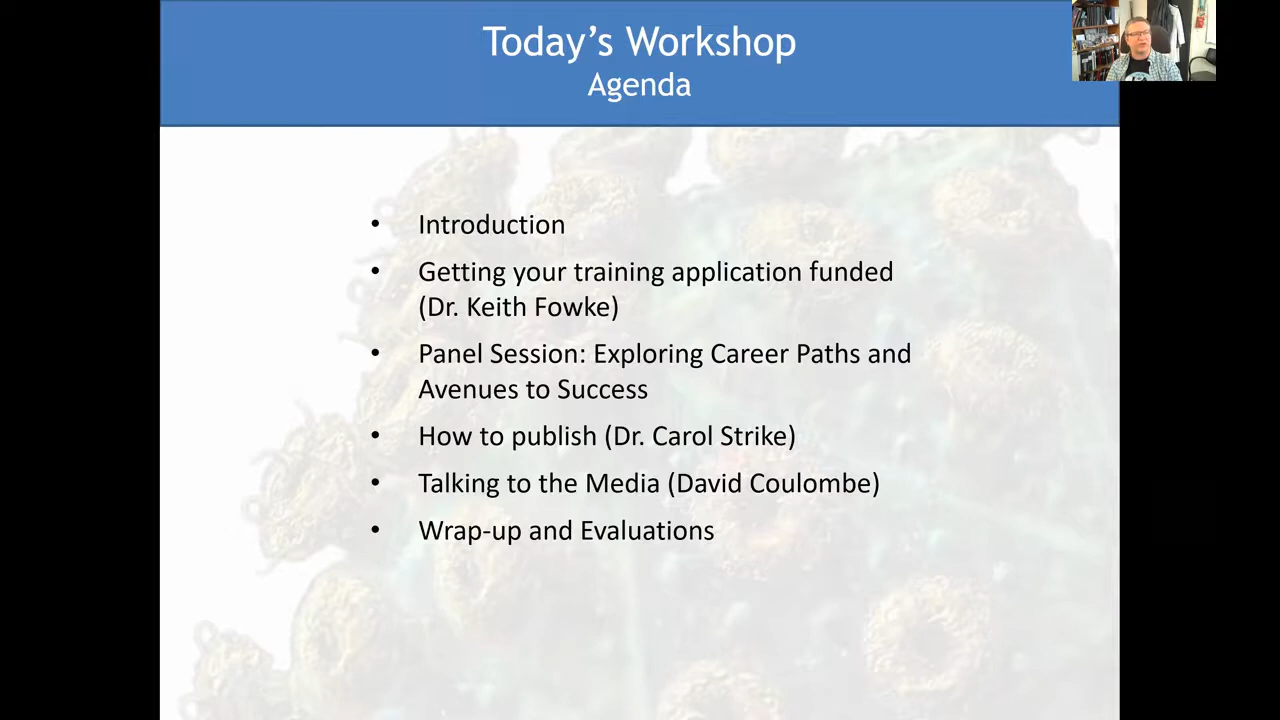 Today’s Workshop
Agenda
• Introduction
• Getting your training application funded
(Dr. Keith Fowke)
• Panel Session: Exploring Career Paths and
Avenues to Success
• How to publish (Dr. Carol Strike)
• Talking to the Media (David Coulombe)
• Wrap-up and Evaluations